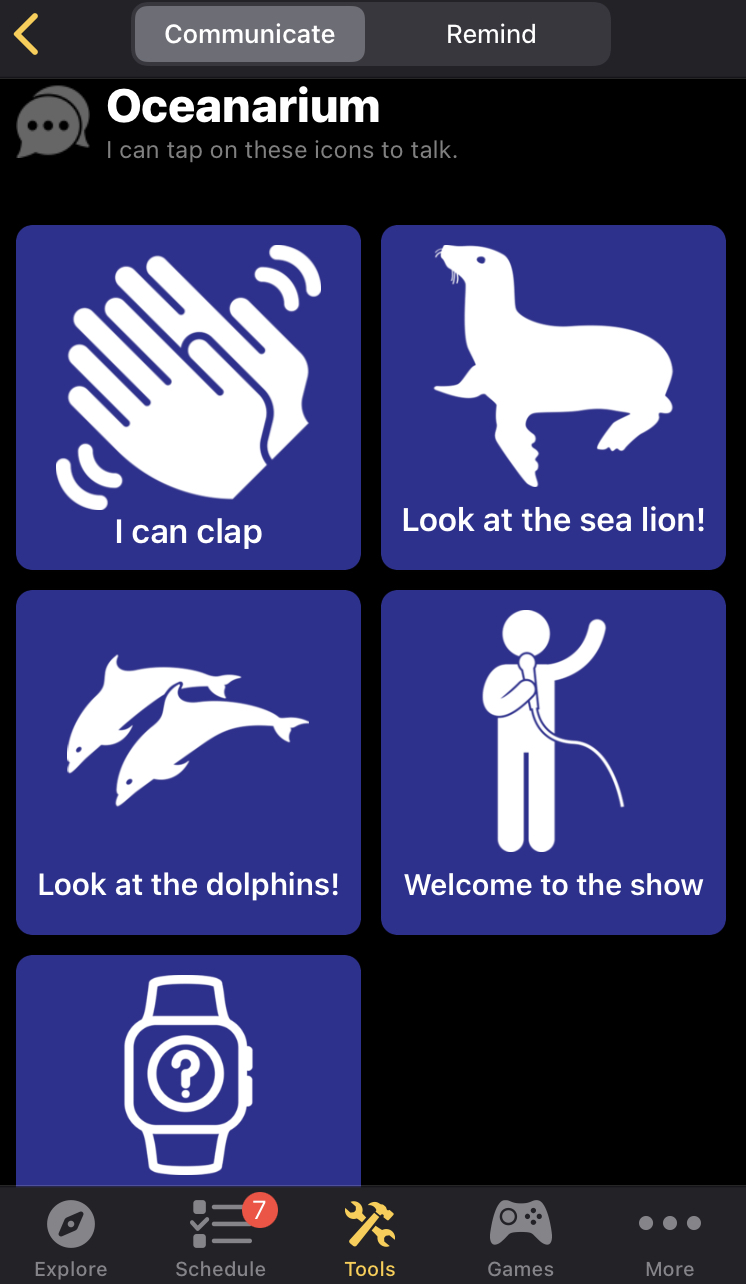 Communicate
Remind
Oceanarium
I can tap on these icons to talk.
I can clap
Look at the sea lion!
Look at the dolphins!
Welcome to the show
?
7
Explore
Schedule
Tools
Games
More